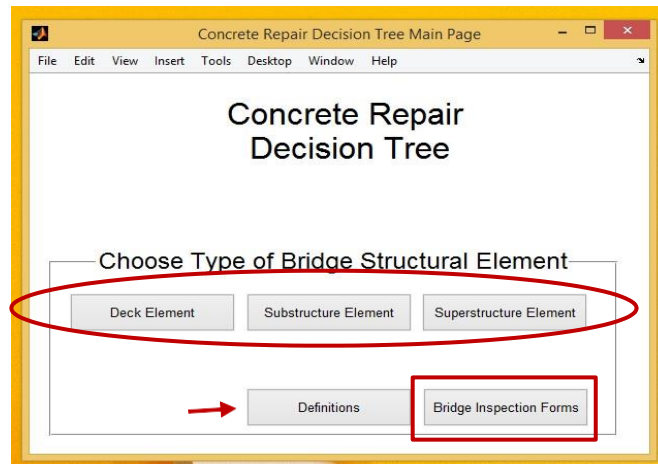 Concrete Repair Decision Tree Main Page
File Edit View Insert Tools Desktop Window Help
Concrete Repair
Decision Tree
Choose Type of Bridge Structural Element
Deck Element Substructure Element Superstructure Element
Definitions Bridge Inspection Forms